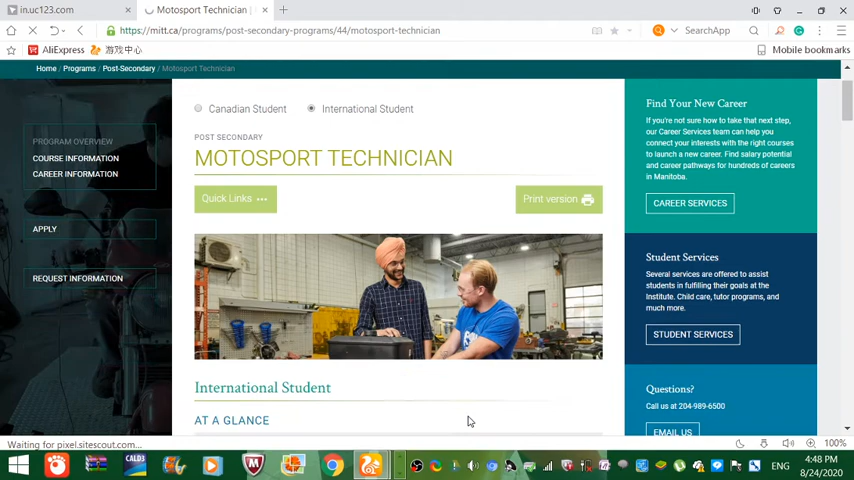 in.uc123.com
Motosport Technician |
https://mitt.ca/programs/post-secondary-programs/44/motosport-technician
SearchApp
AliExpress
游戏中心
Mobile bookmarks
Home / Programs / Post-Secondary / Motosport Technician
Canadian Student
International Student
POST SECONDARY
MOTOSPORT TECHNICIAN
Quick Links •••
Print version
PROGRAM OVERVIEW
COURSE INFORMATION
CAREER INFORMATION
APPLY
REQUEST INFORMATION
International Student
AT A GLANCE
Find Your New Career
If you're not sure how to take that next step,
our Career Services team can help you
connect your interests with the right courses
to launch a new career. Find salary potential
and career pathways for hundreds of careers
in Manitoba.
CAREER SERVICES
Student Services
Several services are offered to assist
students in fulfilling their goals at the
Institute. Child care, tutor programs, and
much more.
STUDENT SERVICES
Questions?
Call us at 204-989-6500
EMAIL US
Waiting for pixel.sitescout.com...
100%
CALD3
ENG
4:48 PM
8/24/2020